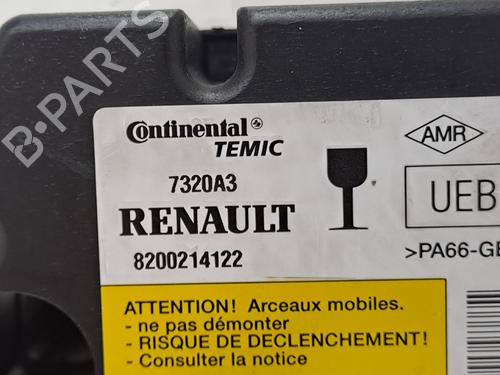 B-PARTS
Continental
TEMIC
AMR
7320A3
UEB
RENAULT
8200214122
>PA66-GE
ATTENTION! Arceaux mobiles.
- ne pas démonter
- RISQUE DE DECLENCHEMENT!
- Consulter la notice